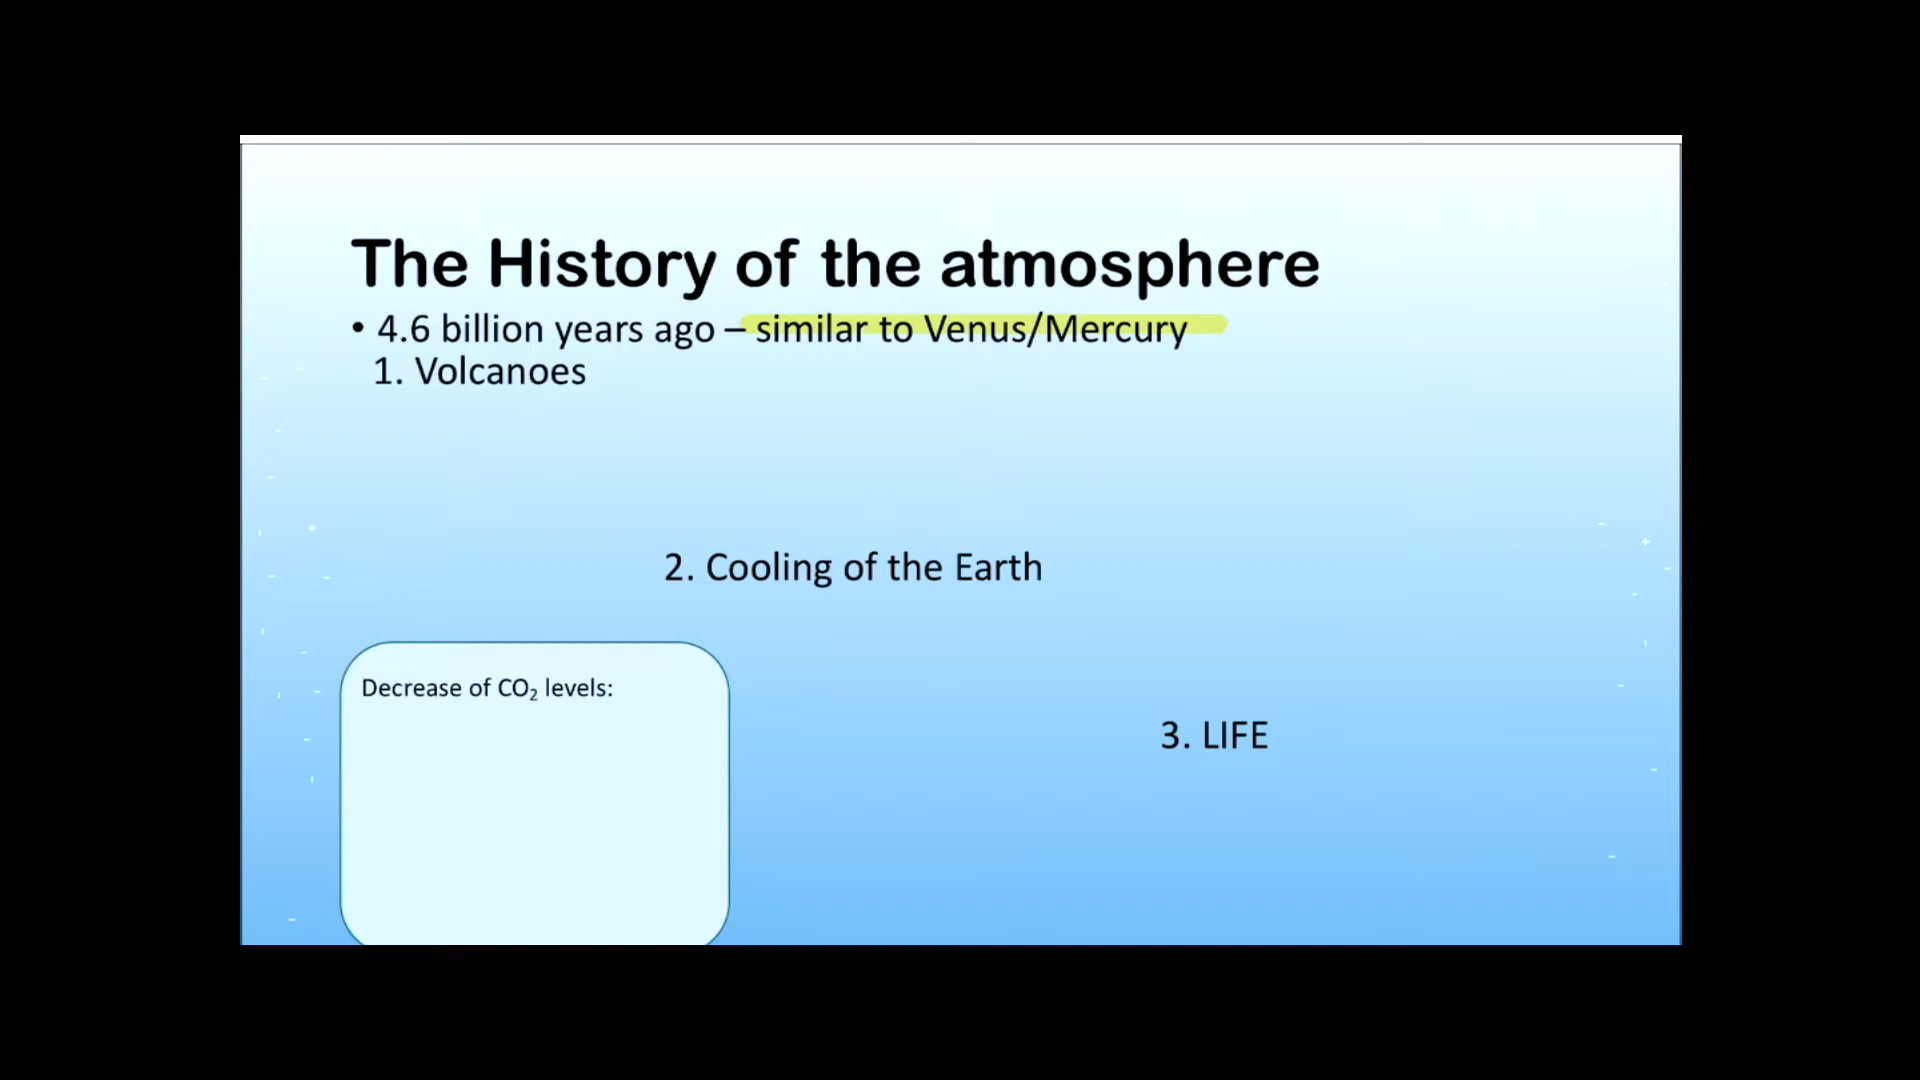 The History of the atmosphere
• 4.6 billion years ago – similar to Venus/Mercury
1. Volcanoes
2. Cooling of the Earth
Decrease of CO₂ levels:
3. LIFE